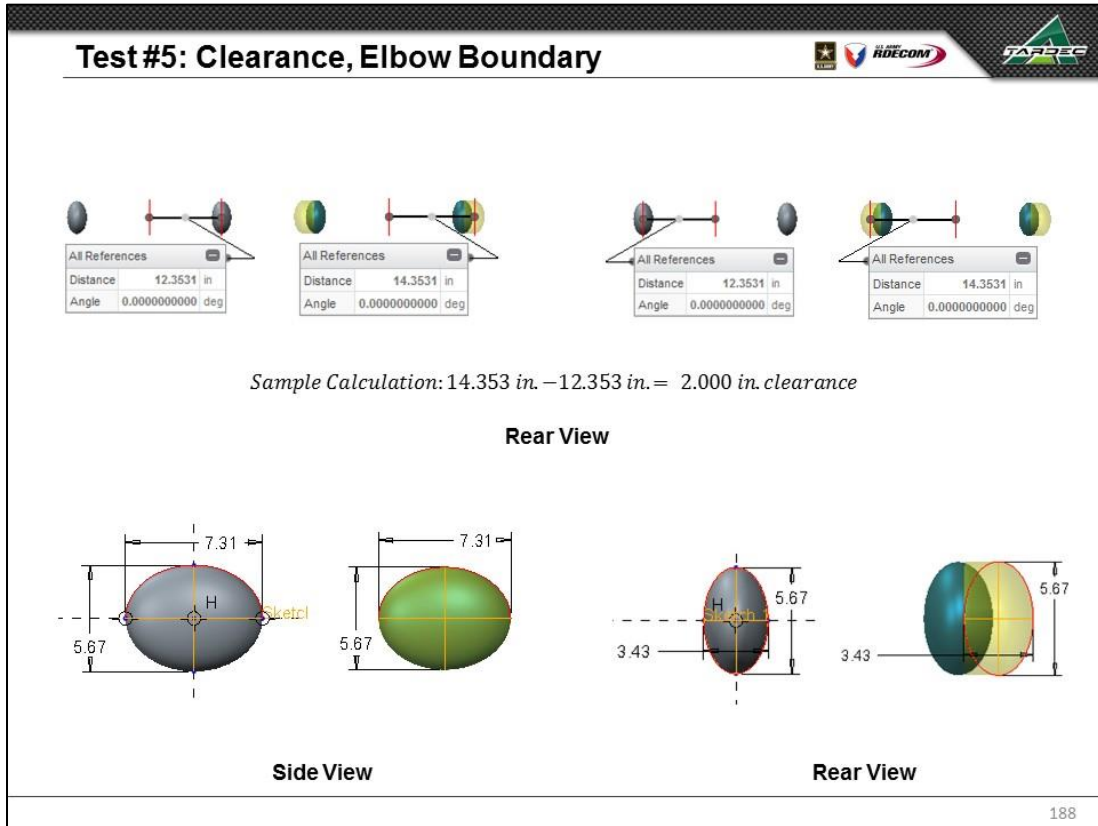 Test #5: Clearance, Elbow Boundary
U.S. ARMY
U.S. ARMY
RDECOM
TARDEC
All References
Distance 12.3531 in
Angle 0.0000000000 deg
All References
Distance 14.3531 in
Angle 0.0000000000 deg
All References
Distance 12.3531 in
Angle 0.0000000000 deg
All References
Distance 14.3531 in
Angle 0.0000000000 deg
Sample Calculation: 14.353 in. −12.353 in. = 2.000 in. clearance
Rear View
7.31
H
Sketcl
5.67
7.31
5.67
H
Sketch 1
5.67
3.43
5.67
3.43
Side View
Rear View
188